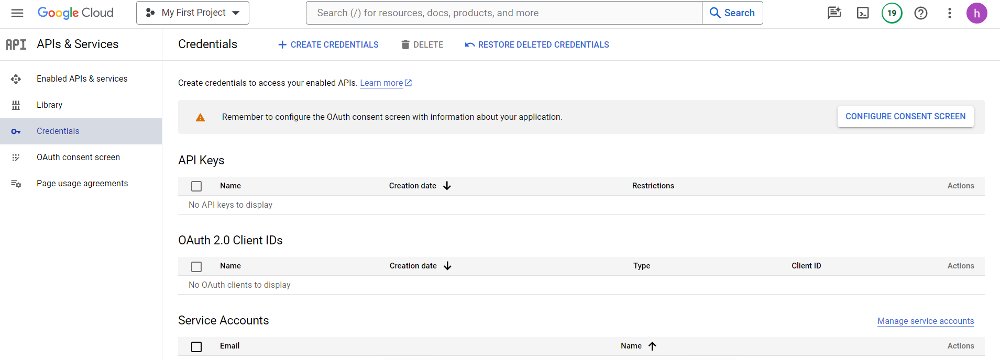 Google Cloud
My First Project
Search (/) for resources, docs, products, and more
Search
19
h
API
APIs & Services
Credentials
CREATE CREDENTIALS
DELETE
RESTORE DELETED CREDENTIALS
Enabled APIs & services
Library
Credentials
OAuth consent screen
Page usage agreements
Create credentials to access your enabled APIs. Learn more
Remember to configure the OAuth consent screen with information about your application.
CONFIGURE CONSENT SCREEN
API Keys
Name Creation date Restrictions Actions
No API keys to display
OAuth 2.0 Client IDs
Name Creation date Type Client ID Actions
No OAuth clients to display
Service Accounts
Manage service accounts
Email Name Actions